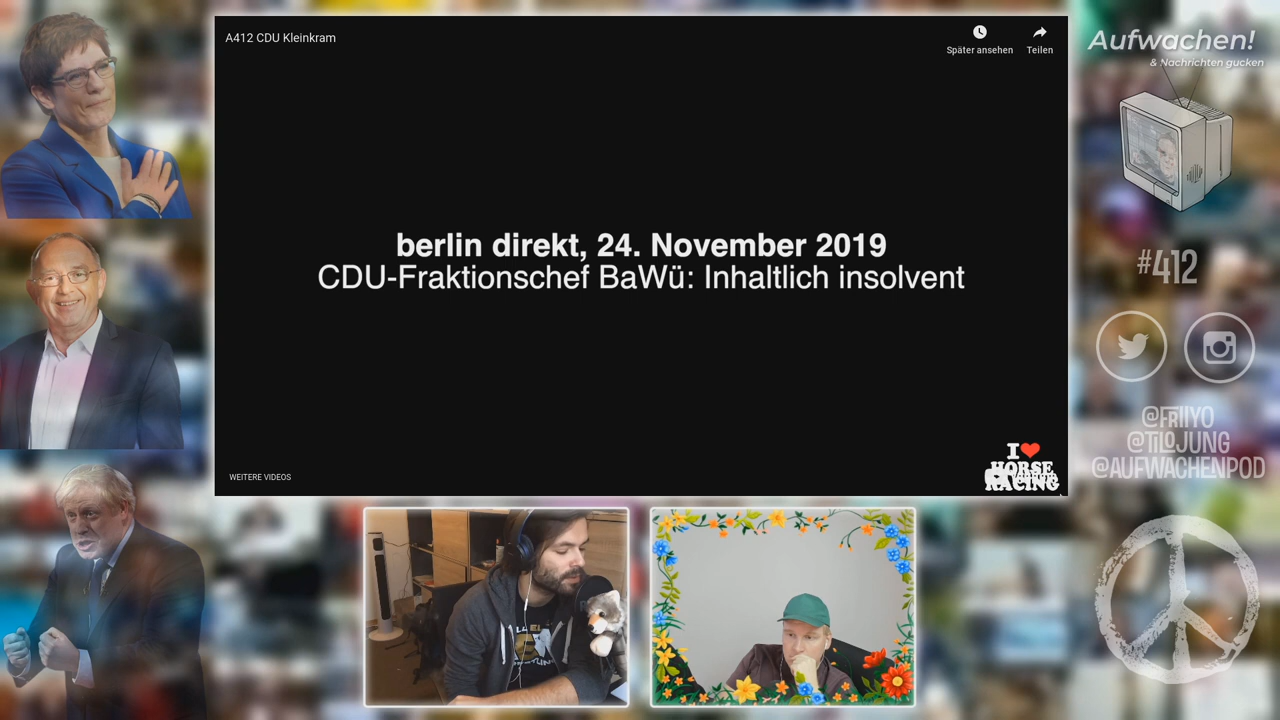 A412 CDU Kleinkram
Später ansehen
Teilen
berlin direkt, 24. November 2019
CDU-Fraktionschef BaWü: Inhaltlich insolvent
WEITERE VIDEOS
I
HORSE
RACING
Aufwachen!
& Nachrichten gucken
#412
@FRIIYO
@TILOJUNG
@AUFWACHENPOD